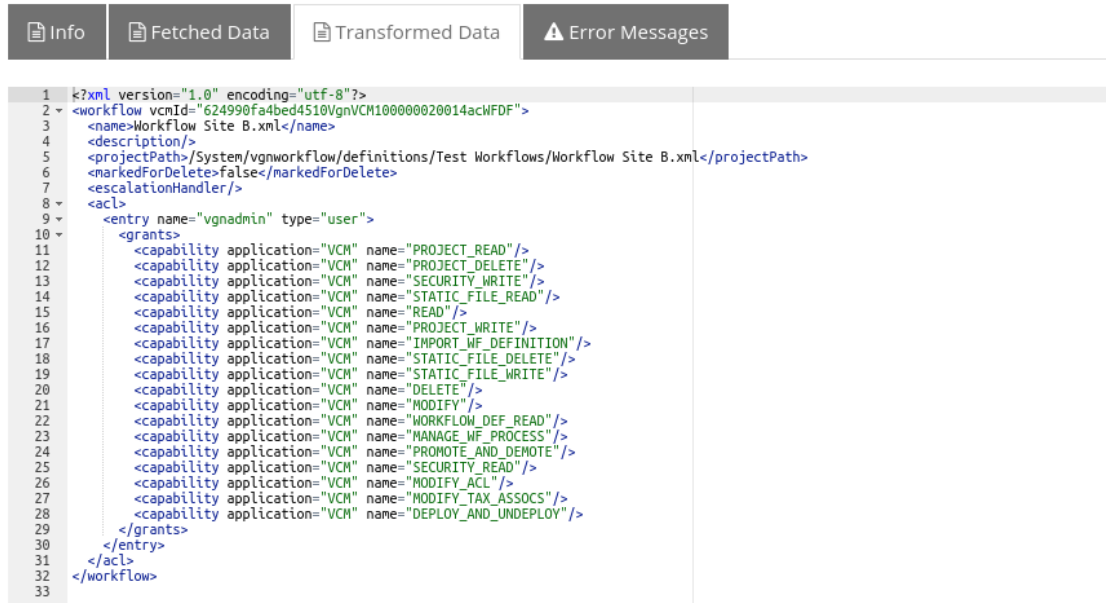 Info Fetched Data Transformed Data Error Messages
1 <?xml version="1.0" encoding="utf-8"?>
2 <workflow vcmId="624990fa4bed4510VgnVCM100000020014acWFDF">
3 <name>Workflow Site B.xml</name>
4 <description/>
5 <projectPath>/System/vgnworkflow/definitions/Test Workflows/Workflow Site B.xml</projectPath>
6 <markedForDelete>false</markedForDelete>
7 <escalationHandler/>
8 <acl>
9 <entry name="vgnadmin" type="user">
10 <grants>
11 <capability application="VCM" name="PROJECT_READ"/>
12 <capability application="VCM" name="PROJECT_DELETE"/>
13 <capability application="VCM" name="SECURITY_WRITE"/>
14 <capability application="VCM" name="STATIC_FILE_READ"/>
15 <capability application="VCM" name="READ"/>
16 <capability application="VCM" name="PROJECT_WRITE"/>
17 <capability application="VCM" name="IMPORT_WF_DEFINITION"/>
18 <capability application="VCM" name="STATIC_FILE_DELETE"/>
19 <capability application="VCM" name="STATIC_FILE_WRITE"/>
20 <capability application="VCM" name="DELETE"/>
21 <capability application="VCM" name="MODIFY"/>
22 <capability application="VCM" name="WORKFLOW_DEF_READ"/>
23 <capability application="VCM" name="MANAGE_WF_PROCESS"/>
24 <capability application="VCM" name="PROMOTE_AND_DEMOTE"/>
25 <capability application="VCM" name="SECURITY_READ"/>
26 <capability application="VCM" name="MODIFY_ACL"/>
27 <capability application="VCM" name="MODIFY_TAX_ASSOCS"/>
28 <capability application="VCM" name="DEPLOY_AND_UNDEPLOY"/>
29 </grants>
30 </entry>
31 </acl>
32 </workflow>
33